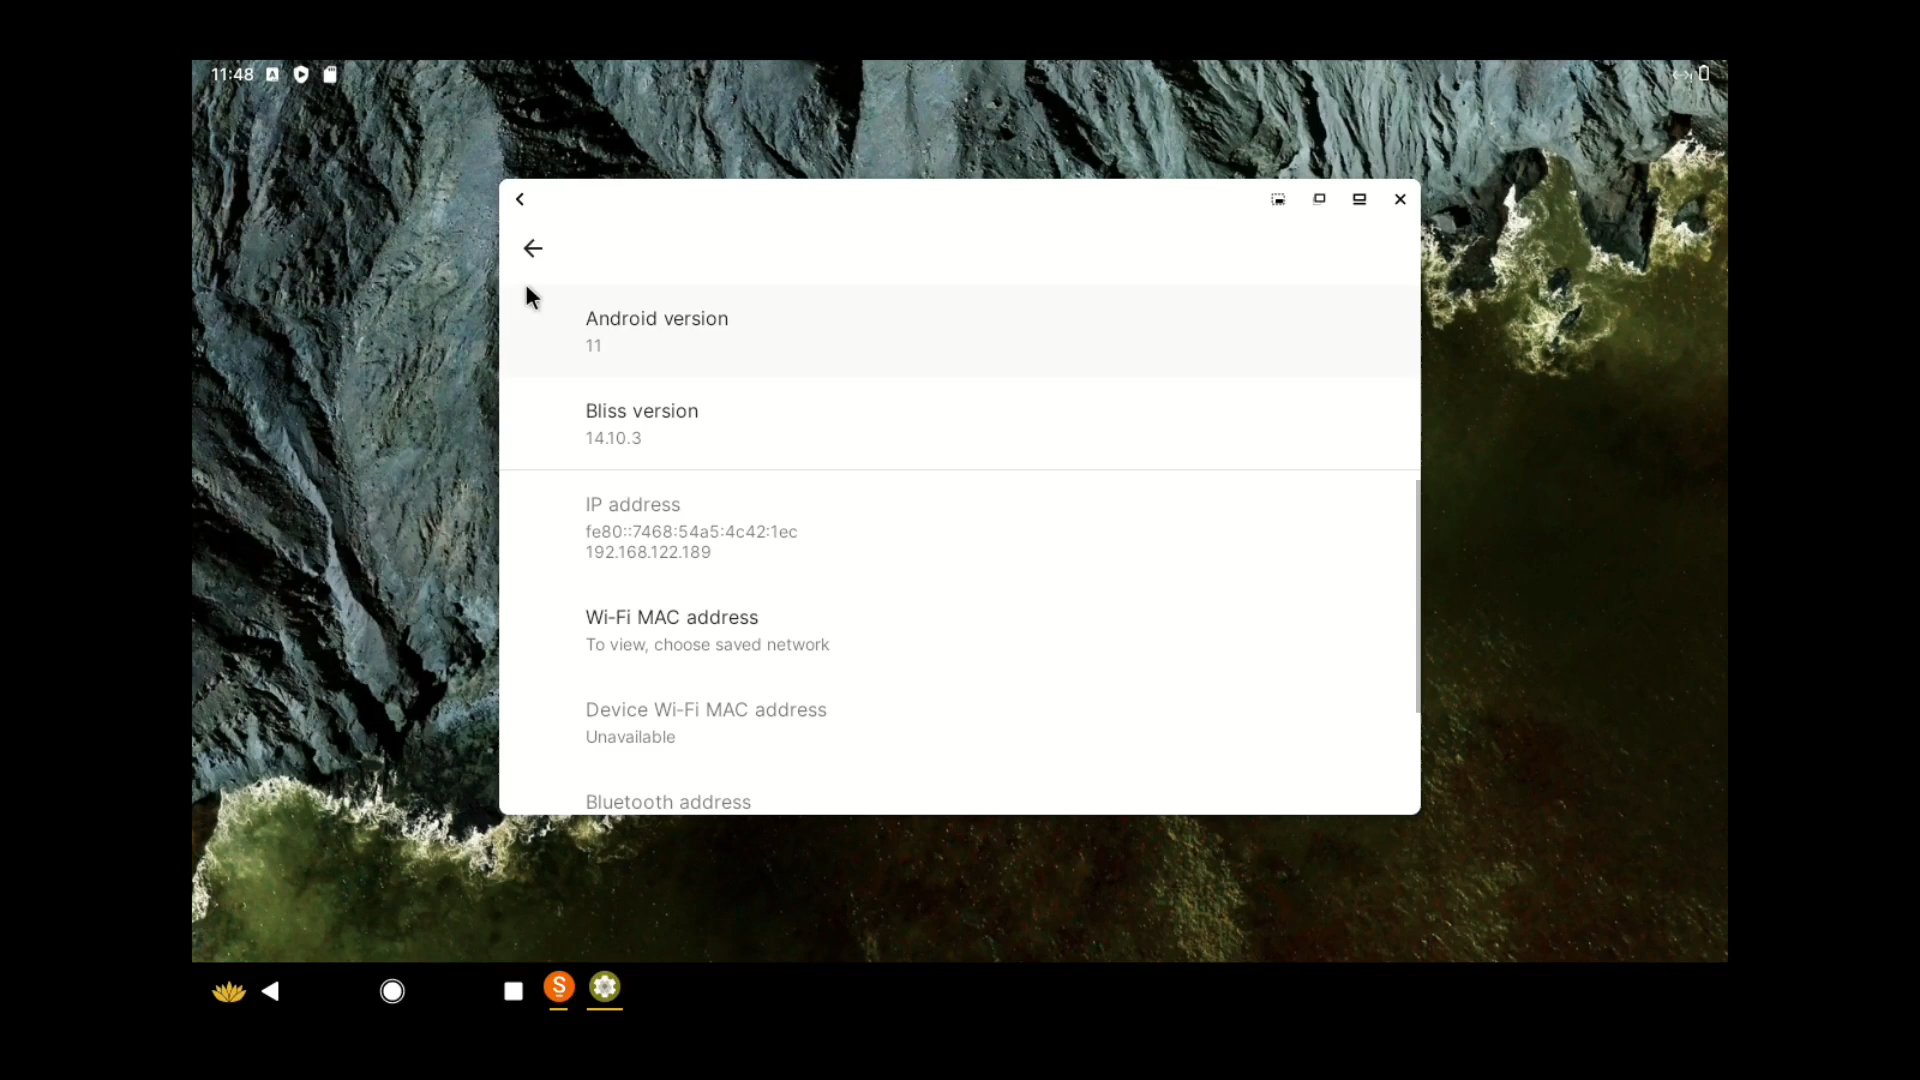 11:48
Android version
11
Bliss version
14.10.3
IP address
fe80::7468:54a5:4c42:1ec
192.168.122.189
Wi-Fi MAC address
To view, choose saved network
Device Wi-Fi MAC address
Unavailable
Bluetooth address
S